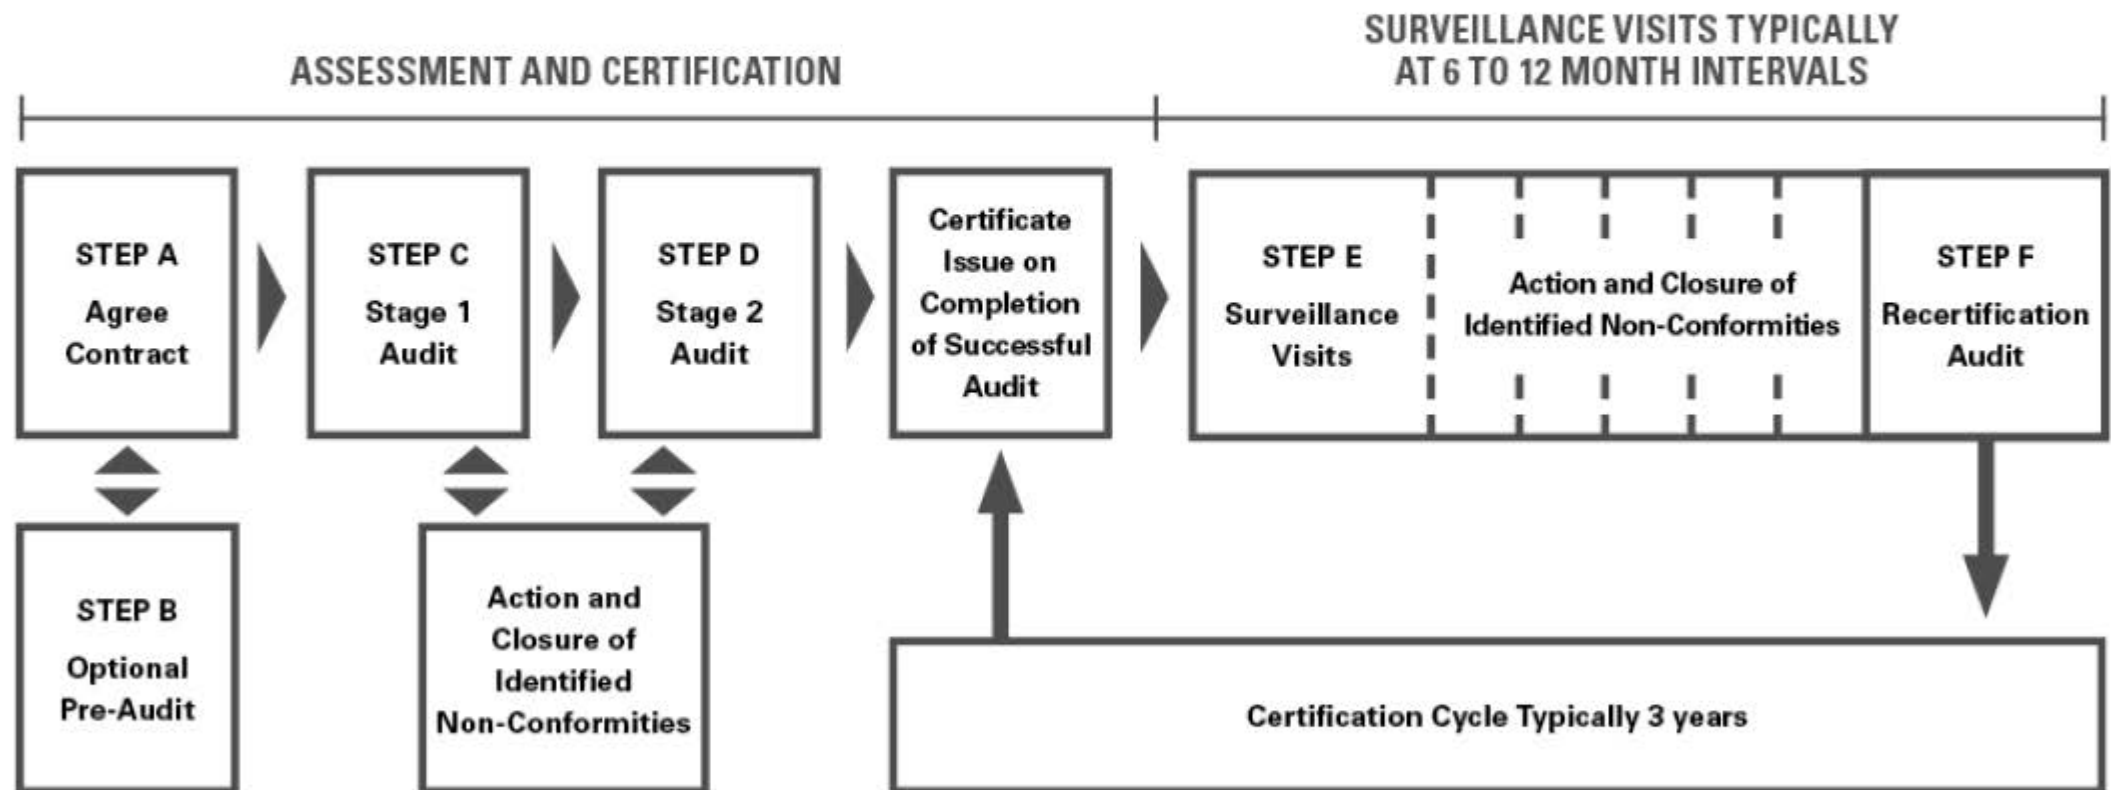 ASSESSMENT AND CERTIFICATION
SURVEILLANCE VISITS TYPICALLY
AT 6 TO 12 MONTH INTERVALS
STEP A
Agree
Contract
STEP C
Stage 1
Audit
STEP D
Stage 2
Audit
Certificate
Issue on
Completion
of Successful
Audit
STEP E
Surveillance
Visits
Action and Closure of
Identified Non-Conformities
STEP F
Recertification
Audit
STEP B
Optional
Pre-Audit
Action and
Closure of
Identified
Non-Conformities
Certification Cycle Typically 3 years